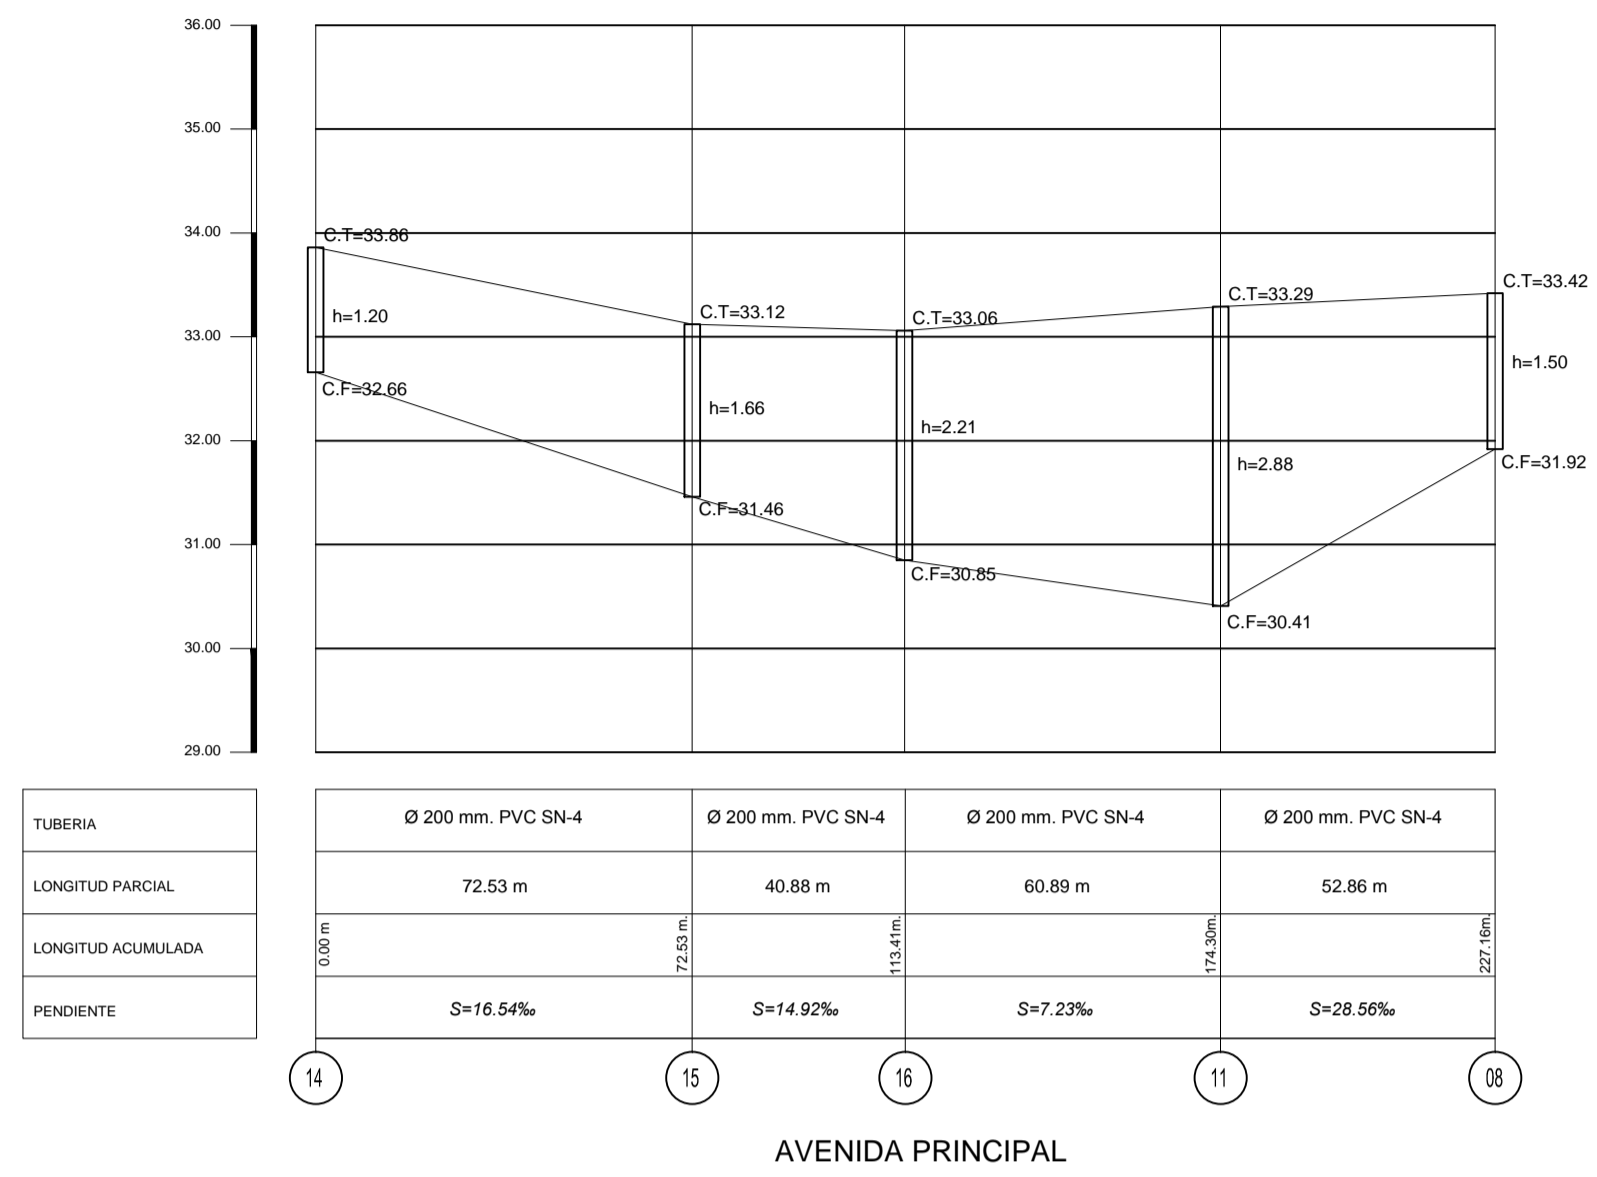 36.00
35.00
34.00
33.00
32.00
31.00
30.00
29.00
C.T=33.86
h=1.20
C.F=32.66
C.T=33.12
h=1.66
C.F=31.46
C.T=33.06
h=2.21
C.F=30.85
C.T=33.29
h=2.88
C.F=30.41
C.T=33.42
h=1.50
C.F=31.92
TUBERIA
Ø 200 mm. PVC SN-4
Ø 200 mm. PVC SN-4
Ø 200 mm. PVC SN-4
Ø 200 mm. PVC SN-4
LONGITUD PARCIAL
72.53 m
40.88 m
60.89 m
52.86 m
LONGITUD ACUMULADA
0.00 m
72.53 m.
113.41m.
174.30m.
227.16m.
PENDIENTE
S=16.54‰
S=14.92‰
S=7.23‰
S=28.56‰
14
15
16
11
08
AVENIDA PRINCIPAL